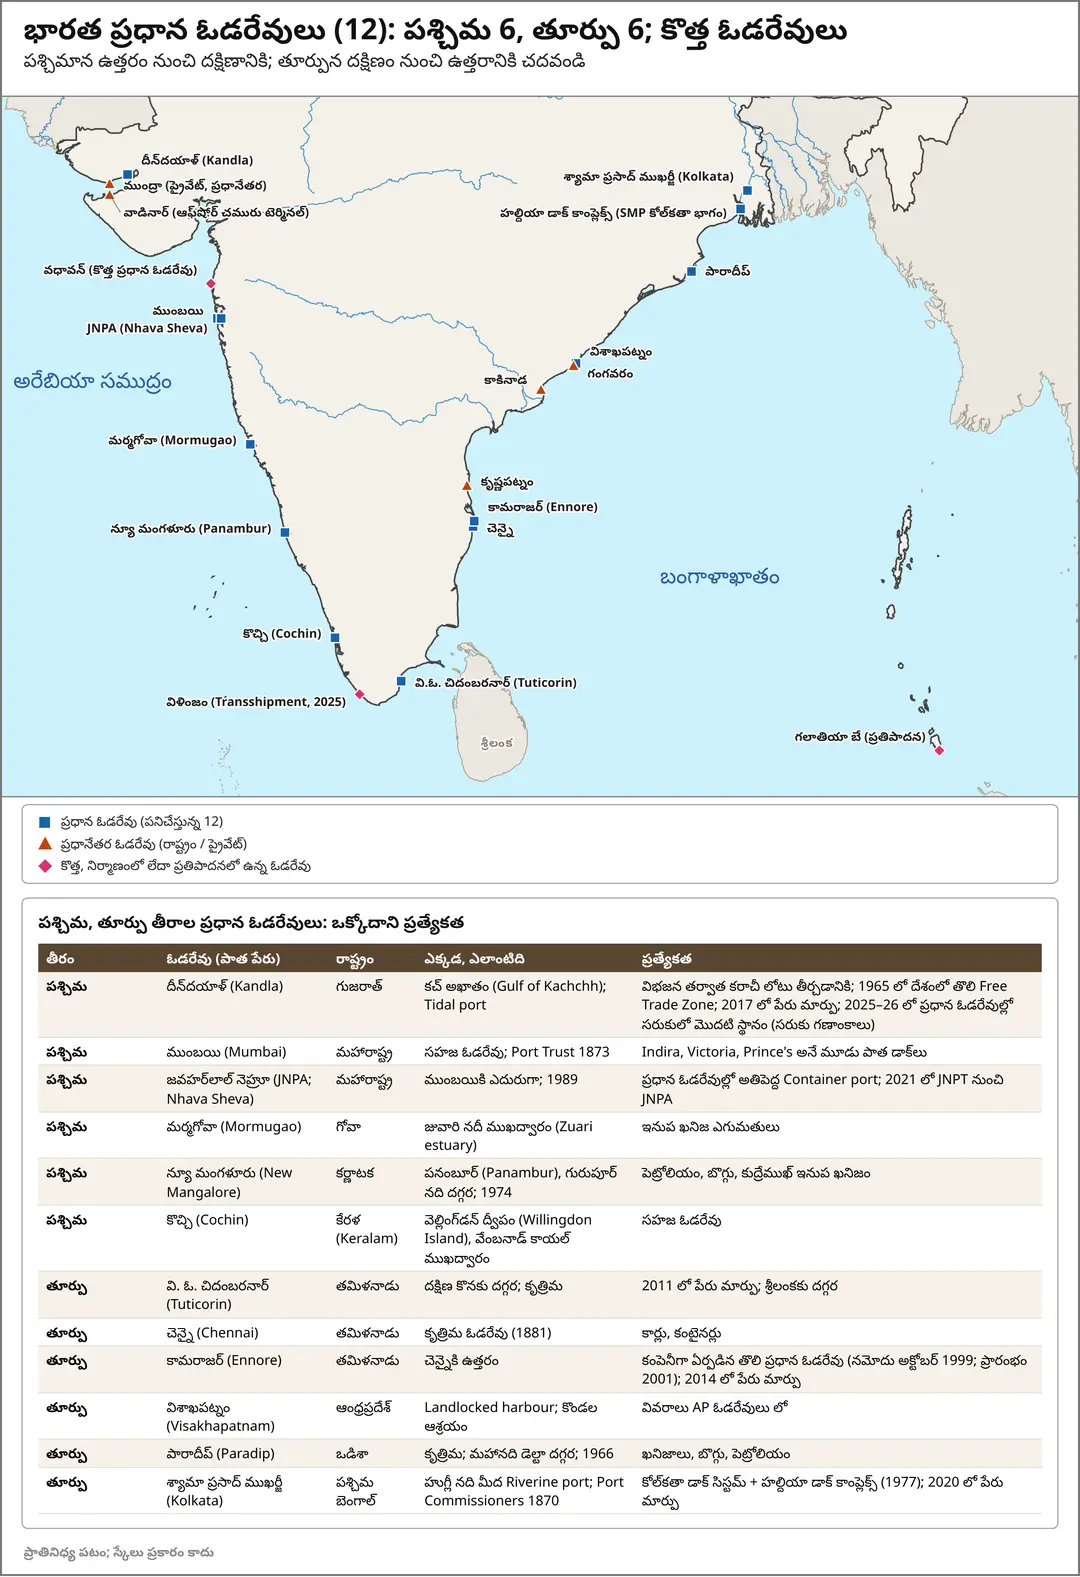 భారత ప్రధాన ఓడరేవులు (12): పశ్చిమ 6, తూర్పు 6; కొత్త ఓడరేవులు
పశ్చిమాన ఉత్తరం నుంచి దక్షిణానికి; తూర్పున దక్షిణం నుంచి ఉత్తరానికి చదవండి
దీన్‌దయాళ్ (Kandla)
ముంద్రా (ప్రైవేట్, ప్రధానేతర)
వాడినార్ (ఆఫ్‌షోర్ చమురు టెర్మినల్)
శ్యామా ప్రసాద్ ముఖర్జీ (Kolkata)
హల్దియా డాక్ కాంప్లెక్స్ (SMP కోల్‌కతా భాగం)
వధావన్ (కొత్త ప్రధాన ఓడరేవు)
పారాదీప్
ముంబయి
JNPA (Nhava Sheva)
విశాఖపట్నం
గంగవరం
కాకినాడ
అరేబియా సముద్రం
మర్మగోవా (Mormugao)
కృష్ణపట్నం
కామరాజర్ (Ennore)
చెన్నై
న్యూ మంగళూరు (Panambur)
బంగాళాఖాతం
కొచ్చి (Cochin)
వి.ఓ. చిదంబరనార్ (Tuticorin)
విళింజం (Transshipment, 2025)
శ్రీలంక
గలాతియా బే (ప్రతిపాదన)
ప్రధాన ఓడరేవు (పనిచేస్తున్న 12)
ప్రధానేతర ఓడరేవు (రాష్ట్రం / ప్రైవేట్)
కొత్త, నిర్మాణంలో లేదా ప్రతిపాదనలో ఉన్న ఓడరేవు
పశ్చిమ, తూర్పు తీరాల ప్రధాన ఓడరేవులు: ఒక్కోదాని ప్రత్యేకత
తీరం ఓడరేవు (పాత పేరు) రాష్ట్రం ఎక్కడ, ఎలాంటిది ప్రత్యేకత
పశ్చిమ దీన్‌దయాళ్ (Kandla) గుజరాత్ కచ్ అఖాతం (Gulf of Kachchh); విభజన తర్వాత కరాచీ లోటు తీర్చడానికి; 1965 లో దేశంలో తొలి Free
Tidal port Trade Zone; 2017 లో పేరు మార్పు; 2025–26 లో ప్రధాన ఓడరేవుల్లో
సరుకులో మొదటి స్థానం (సరుకు గణాంకాలు)
పశ్చిమ ముంబయి (Mumbai) మహారాష్ట్ర సహజ ఓడరేవు; Port Trust 1873 Indira, Victoria, Prince's అనే మూడు పాత డాక్‌లు
పశ్చిమ జవహర్‌లాల్ నెహ్రూ (JNPA; మహారాష్ట్ర ముంబయికి ఎదురుగా; 1989 ప్రధాన ఓడరేవుల్లో అతిపెద్ద Container port; 2021 లో JNPT నుంచి
Nhava Sheva) JNPA
పశ్చిమ మర్మగోవా (Mormugao) గోవా జువారి నదీ ముఖద్వారం (Zuari ఇనుప ఖనిజ ఎగుమతులు
estuary)
పశ్చిమ న్యూ మంగళూరు (New కర్ణాటక పనంబూర్ (Panambur), గురుపూర్ పెట్రోలియం, బొగ్గు, కుద్రేముఖ్ ఇనుప ఖనిజం
Mangalore) నది దగ్గర; 1974
పశ్చిమ కొచ్చి (Cochin) కేరళ వెల్లింగ్‌డన్ ద్వీపం (Willingdon సహజ ఓడరేవు
(Keralam) Island), వేంబనాడ్ కాయల్
ముఖద్వారం
తూర్పు వి. ఓ. చిదంబరనార్ తమిళనాడు దక్షిణ కొనకు దగ్గర; కృత్రిమ 2011 లో పేరు మార్పు; శ్రీలంకకు దగ్గర
(Tuticorin)
తూర్పు చెన్నై (Chennai) తమిళనాడు కృత్రిమ ఓడరేవు (1881) కార్లు, కంటైనర్లు
తూర్పు కామరాజర్ (Ennore) తమిళనాడు చెన్నైకి ఉత్తరం కంపెనీగా ఏర్పడిన తొలి ప్రధాన ఓడరేవు (నమోదు అక్టోబర్ 1999; ప్రారంభం
2001); 2014 లో పేరు మార్పు
తూర్పు విశాఖపట్నం ఆంధ్రప్రదేశ్ Landlocked harbour; కొండల వివరాలు AP ఓడరేవులు లో
(Visakhapatnam) ఆశ్రయం
తూర్పు పారాదీప్ (Paradip) ఒడిశా కృత్రిమ; మహానది డెల్టా దగ్గర; 1966 ఖనిజాలు, బొగ్గు, పెట్రోలియం
తూర్పు శ్యామా ప్రసాద్ ముఖర్జీ పశ్చిమ హుగ్లీ నది మీద Riverine port; Port కోల్‌కతా డాక్ సిస్టమ్ + హల్దియా డాక్ కాంప్లెక్స్ (1977); 2020 లో పేరు
(Kolkata) బెంగాల్ Commissioners 1870 మార్పు
ప్రాతినిధ్య పటం; స్కేలు ప్రకారం కాదు